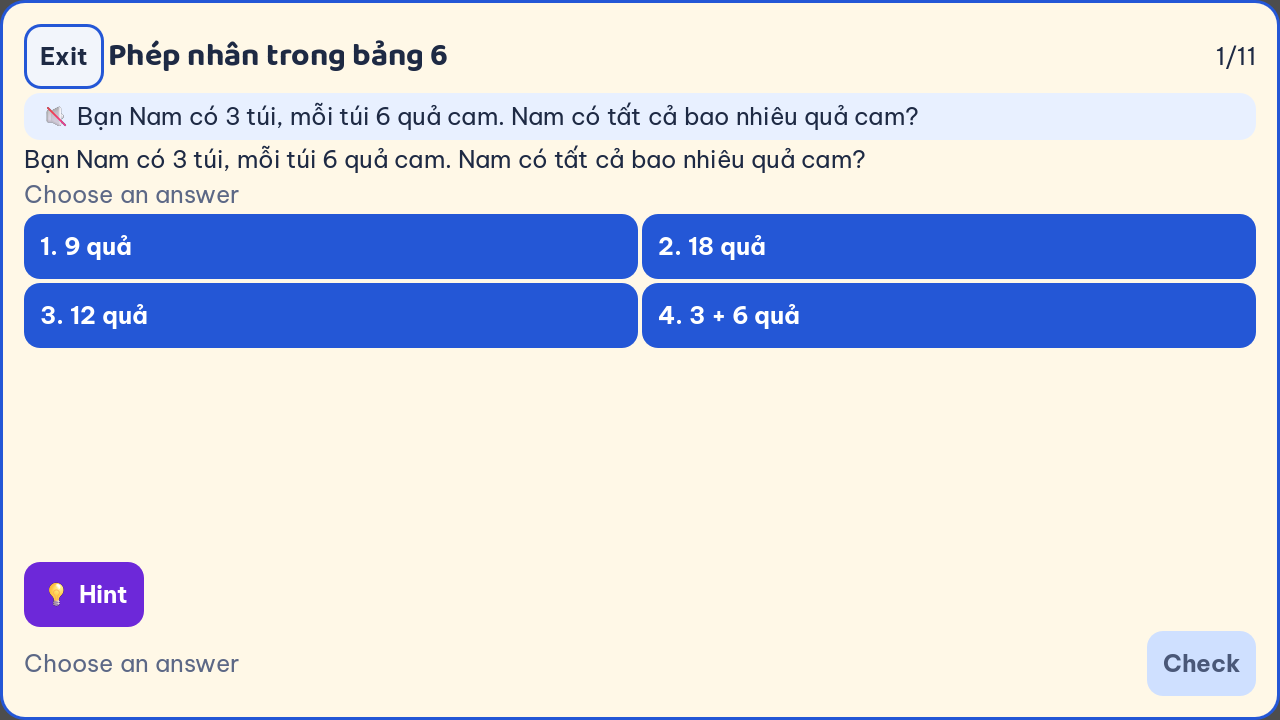 Exit
Phép nhân trong bảng 6
1/11
Bạn Nam có 3 túi, mỗi túi 6 quả cam. Nam có tất cả bao nhiêu quả cam?
Bạn Nam có 3 túi, mỗi túi 6 quả cam. Nam có tất cả bao nhiêu quả cam?
Choose an answer
1. 9 quả
2. 18 quả
3. 12 quả
4. 3 + 6 quả
Hint
Choose an answer
Check